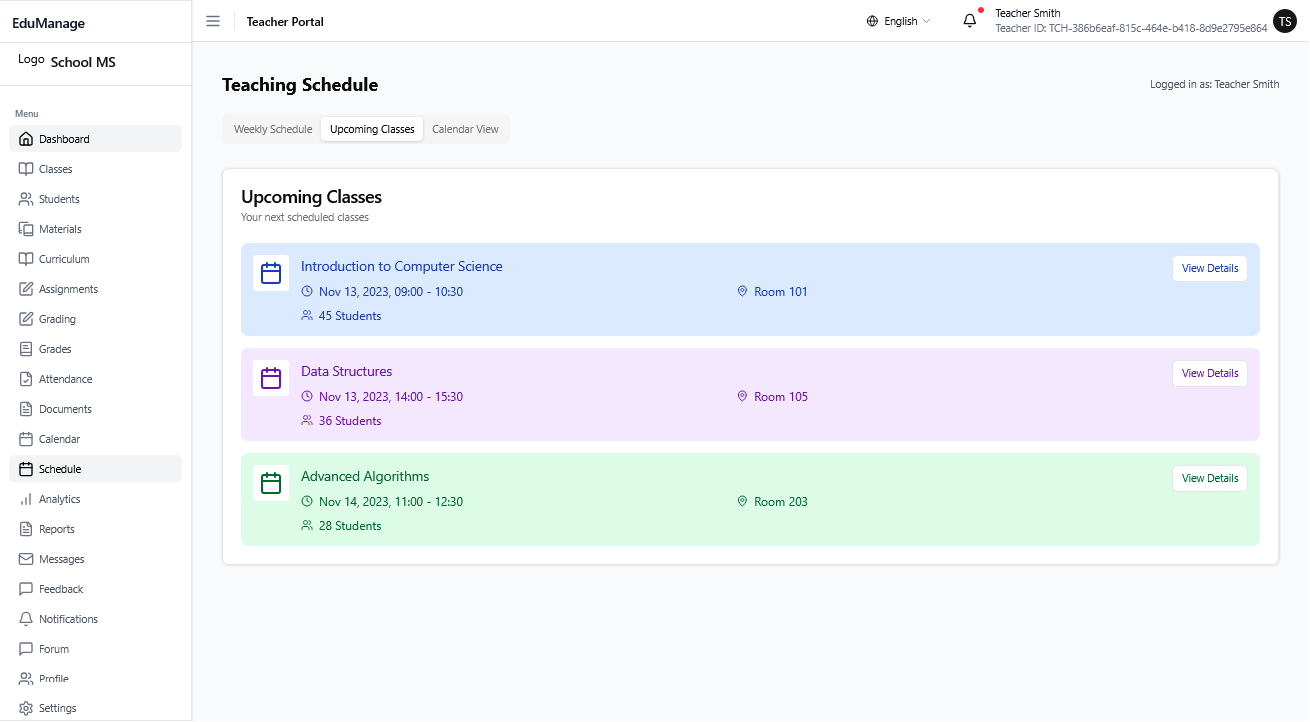 EduManage
Teacher Portal
English
Teacher Smith
Teacher ID: TCH-386b6eaf-815c-464e-b418-8d9e2795e864
TS
Logo
School MS
Menu
Dashboard
Classes
Students
Materials
Curriculum
Assignments
Grading
Grades
Attendance
Documents
Calendar
Schedule
Analytics
Reports
Messages
Feedback
Notifications
Forum
Profile
Settings
Teaching Schedule
Logged in as: Teacher Smith
Weekly Schedule
Upcoming Classes
Calendar View
Upcoming Classes
Your next scheduled classes
Introduction to Computer Science
View Details
Nov 13, 2023, 09:00 - 10:30
Room 101
45 Students
Data Structures
View Details
Nov 13, 2023, 14:00 - 15:30
Room 105
36 Students
Advanced Algorithms
View Details
Nov 14, 2023, 11:00 - 12:30
Room 203
28 Students